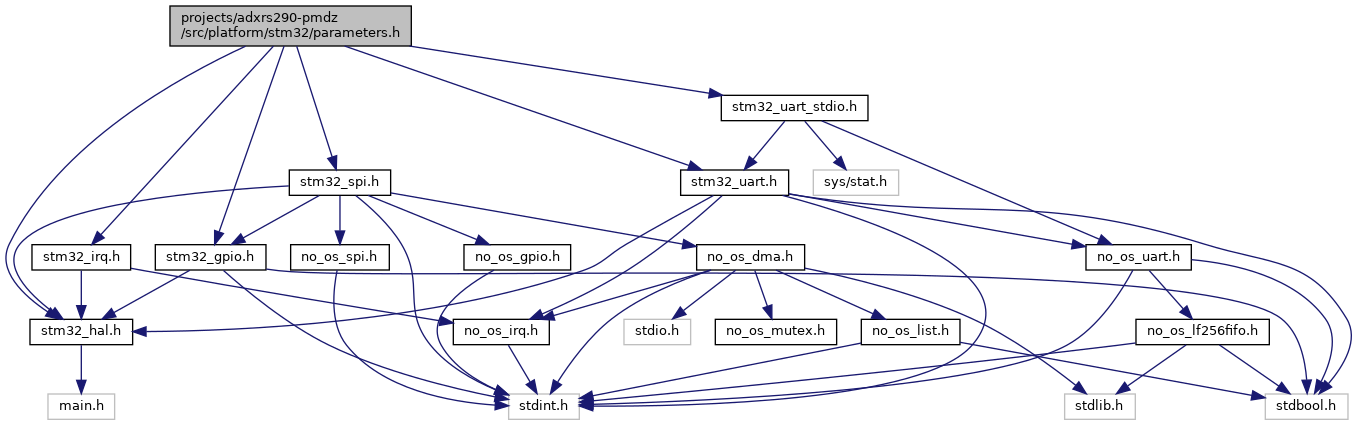 projects/adxrs290-pmdz
/src/platform/stm32/parameters.h
stm32_uart_stdio.h
stm32_spi.h
stm32_uart.h
sys/stat.h
stm32_irq.h
stm32_gpio.h
no_os_spi.h
no_os_gpio.h
no_os_dma.h
no_os_uart.h
stm32_hal.h
no_os_irq.h
stdio.h
no_os_mutex.h
no_os_list.h
no_os_lf256fifo.h
main.h
stdint.h
stdlib.h
stdbool.h